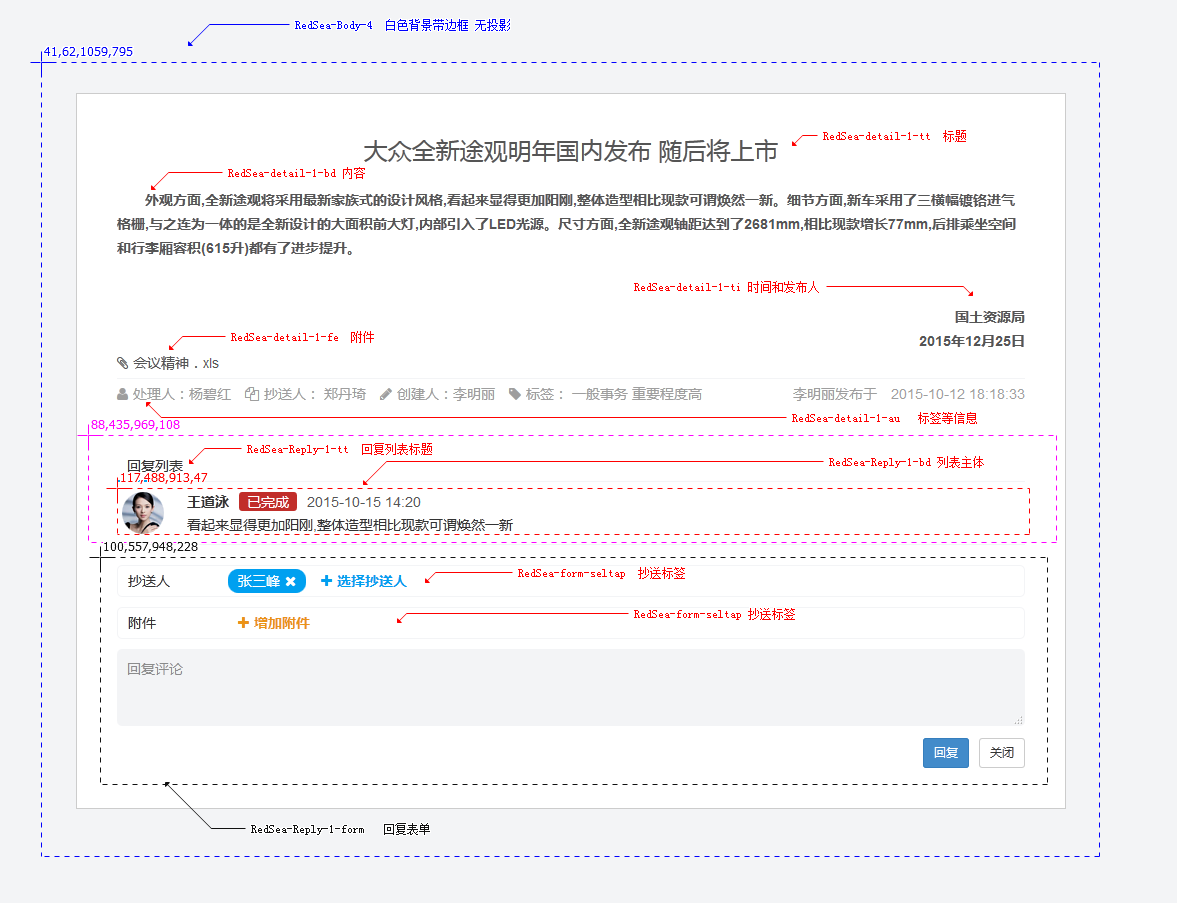 RedSea-Body-4 白色背景带边框 无投影
41,62,1059,795
RedSea-detail-1-tt 标题
大众全新途观明年国内发布 随后将上市
RedSea-detail-1-bd 内容
外观方面,全新途观将采用最新家族式的设计风格,看起来显得更加阳刚,整体造型相比现款可谓焕然一新。细节方面,新车采用了三横幅镀铬进气
格栅,与之连为一体的是全新设计的大面积前大灯,内部引入了LED光源。尺寸方面,全新途观轴距达到了2681mm,相比现款增长77mm,后排乘坐空间
和行李厢容积(615升)都有了进步提升。
RedSea-detail-1-ti 时间和发布人
国土资源局
RedSea-detail-1-fe 附件
2015年12月25日
会议精神．xls
处理人：杨碧红 抄送人： 郑丹琦 创建人：李明丽 标签： 一般事务 重要程度高 李明丽发布于 2015-10-12 18:18:33
RedSea-detail-1-au 标签等信息
88,435,969,108
RedSea-Reply-1-tt 回复列表标题
回复列表
RedSea-Reply-1-bd 列表主体
117,488,913,47
王道泳 已完成 2015-10-15 14:20
看起来显得更加阳刚,整体造型相比现款可谓焕然一新
100,557,948,228
抄送人 张三峰 选择抄送人 RedSea-form-seltap 抄送标签
附件 增加附件 RedSea-form-seltap 抄送标签
回复评论
回复 关闭
RedSea-Reply-1-form 回复表单